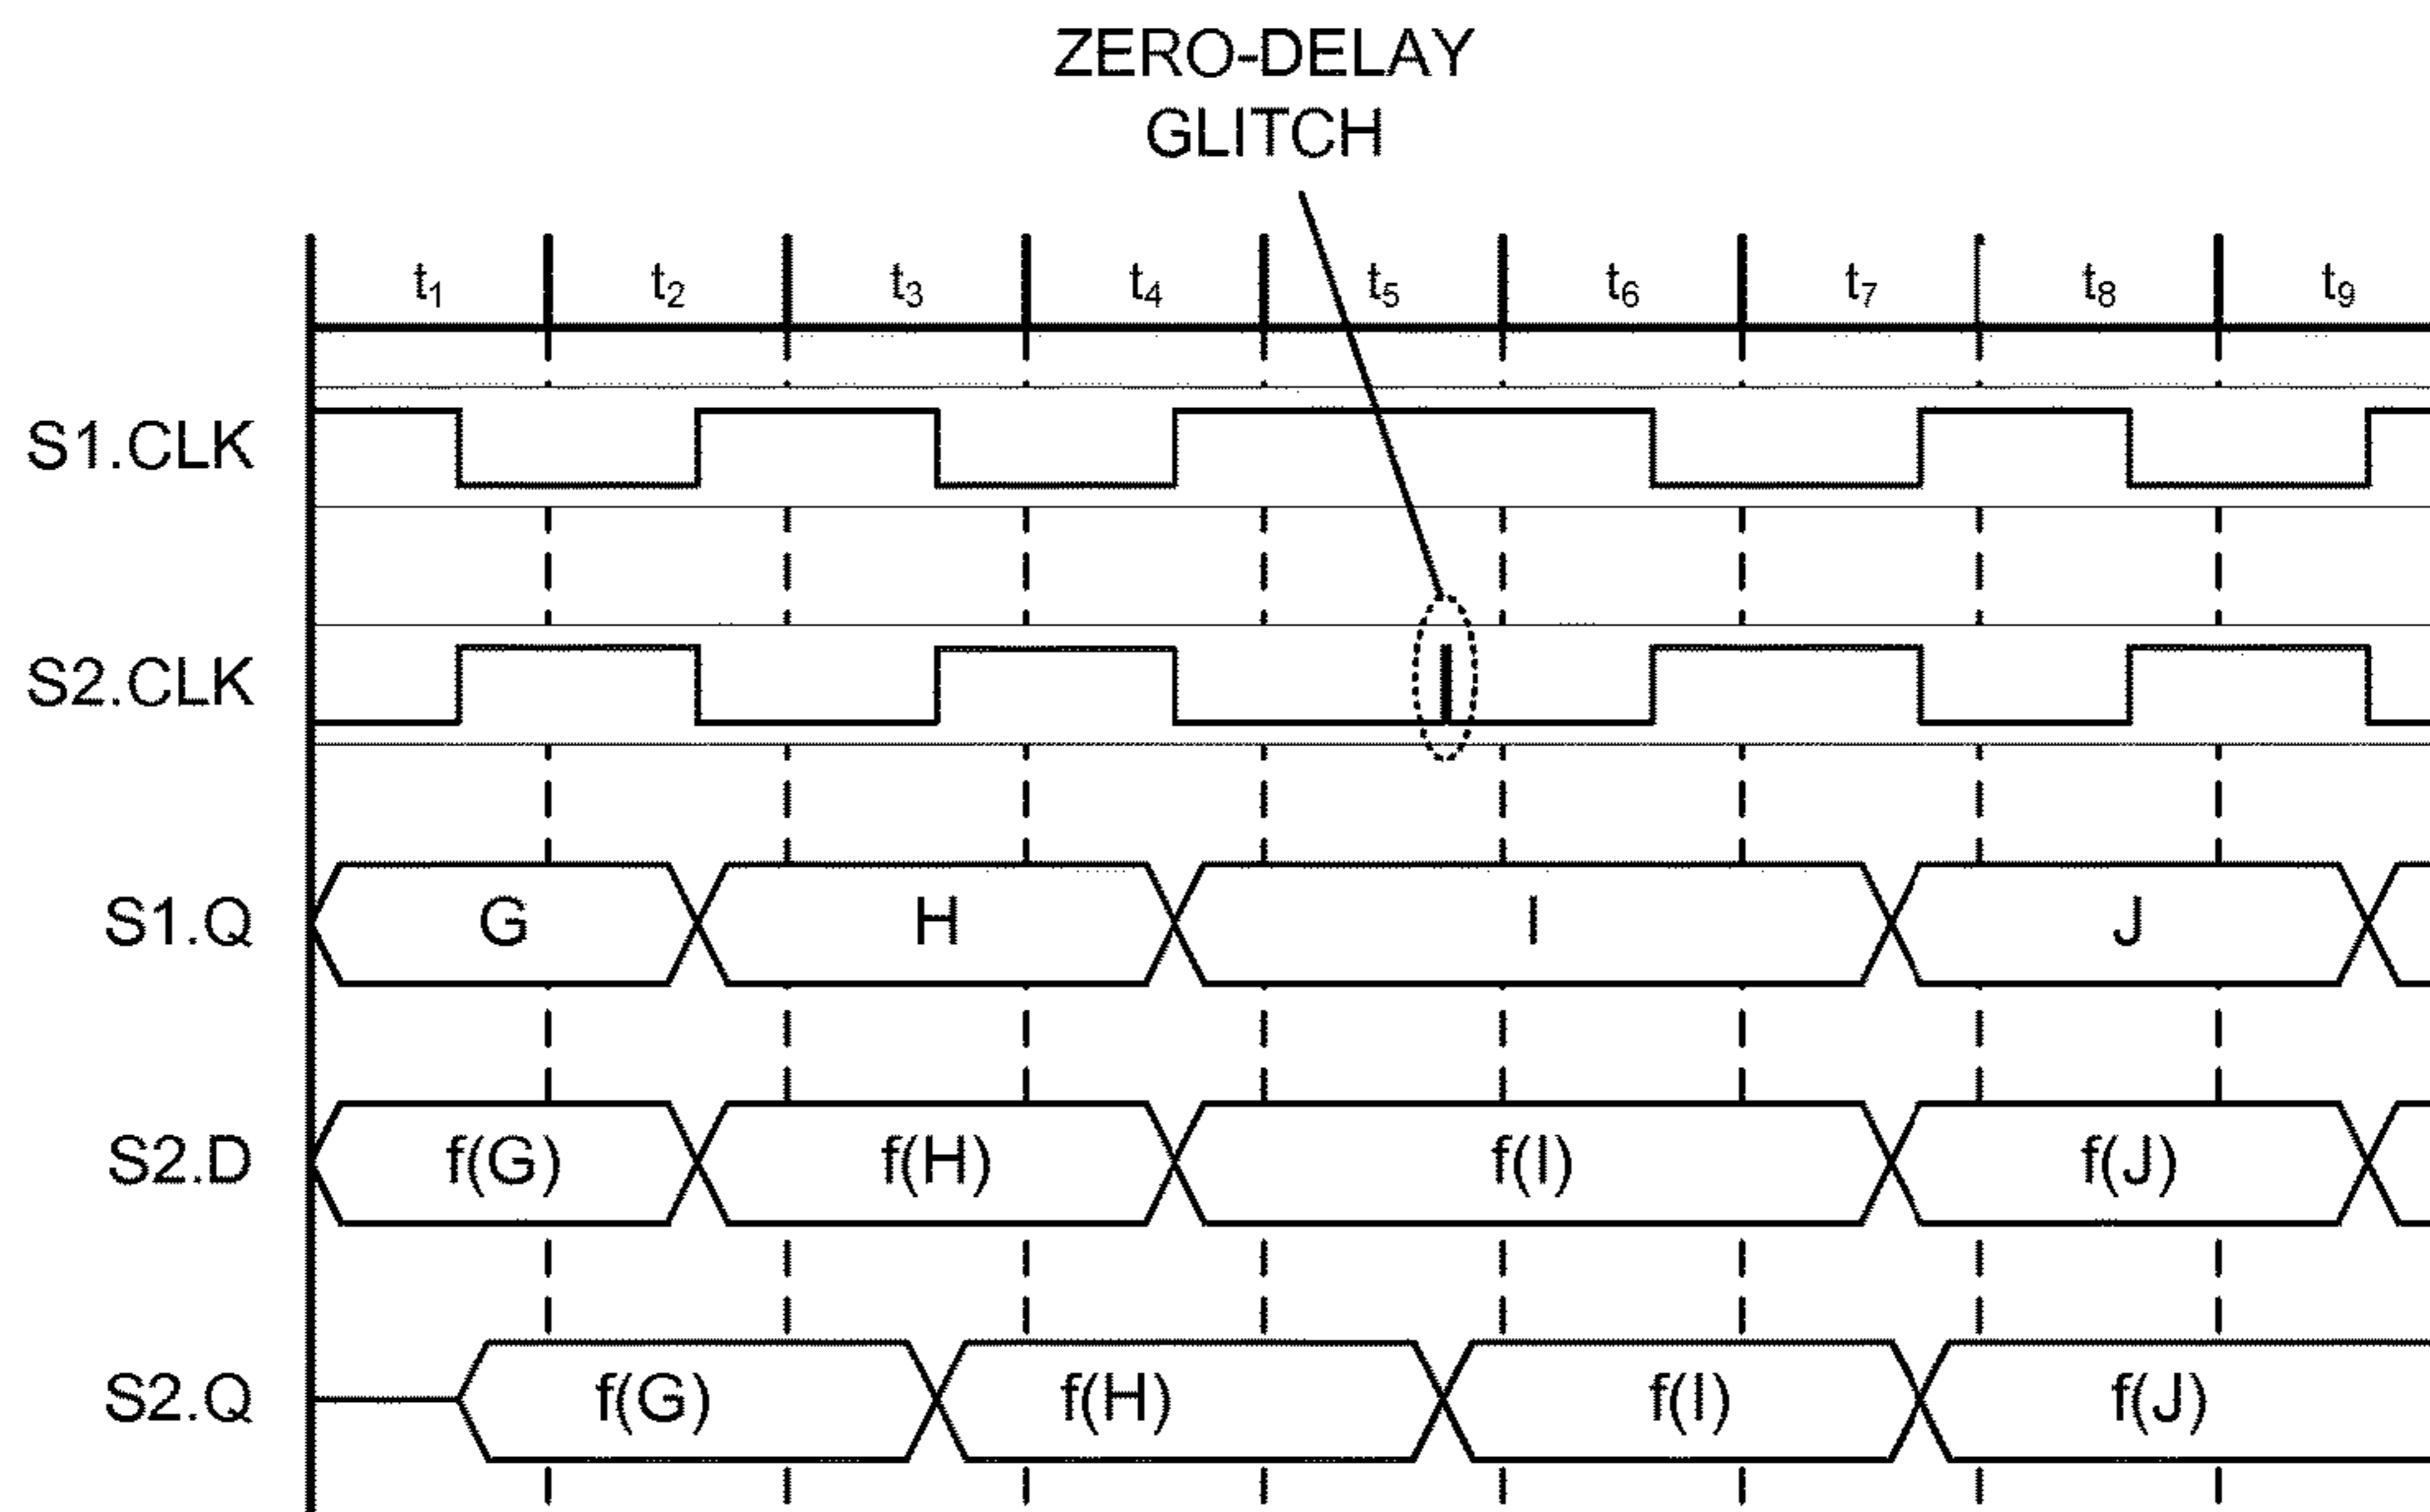 ZERO-DELAY
GLITCH
t1 t2 t3 t4 t5 t6 t7 t8 t9
S1.CLK
S2.CLK
S1.Q G H I J
S2.D f(G) f(H) f(I) f(J)
S2.Q f(G) f(H) f(I) f(J)